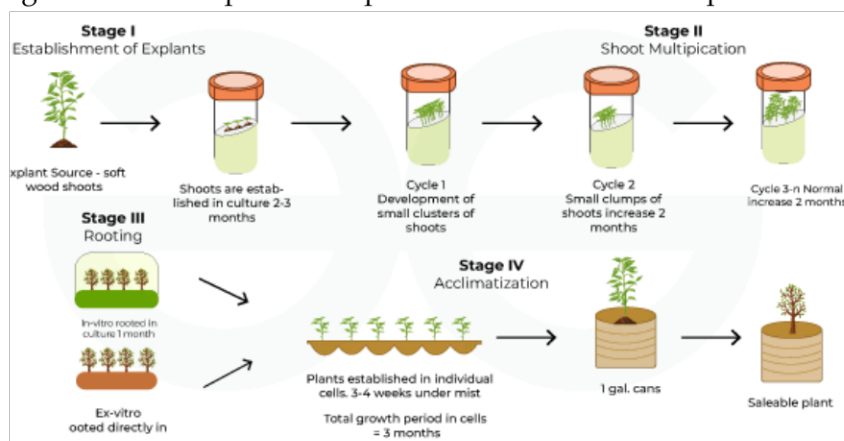 Stage I
Establishment of Explants
Stage II
Shoot Multipication
xplant Source - soft
wood shoots
Shoots are estab-
lished in culture 2-3
months
Cycle 1
Development of
small clusters of
shoots
Cycle 2
Small clumps of
shoots increase 2
months
Cycle 3-n Normal
increase 2 months
Stage III
Rooting
In-vitro rooted in
culture 1 month
Ex-vitro
ooted directly in
Stage IV
Acclimatization
Plants established in individual
cells. 3-4 weeks under mist
Total growth period in cells
= 3 months
1 gal. cans
Saleable plant